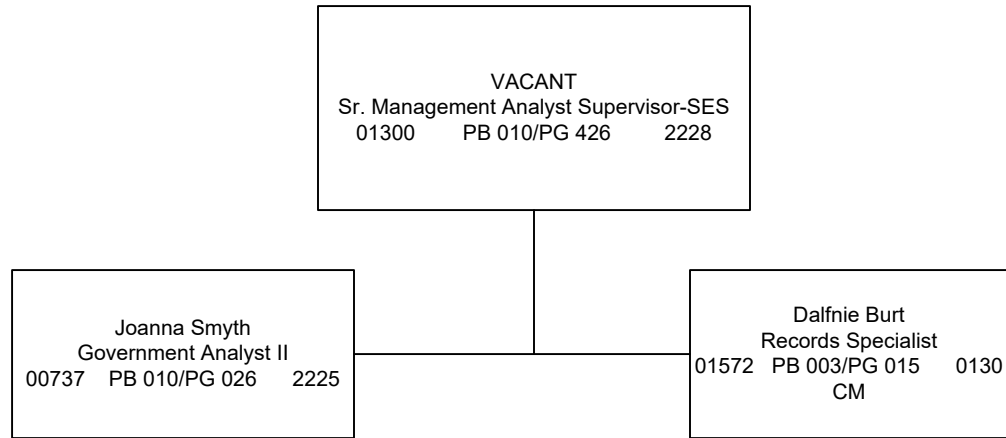 VACANT
Sr. Management Analyst Supervisor-SES
01300 PB 010/PG 426 2228
Joanna Smyth
Government Analyst II
00737 PB 010/PG 026 2225
Dalfnie Burt
Records Specialist
01572 PB 003/PG 015 0130
CM